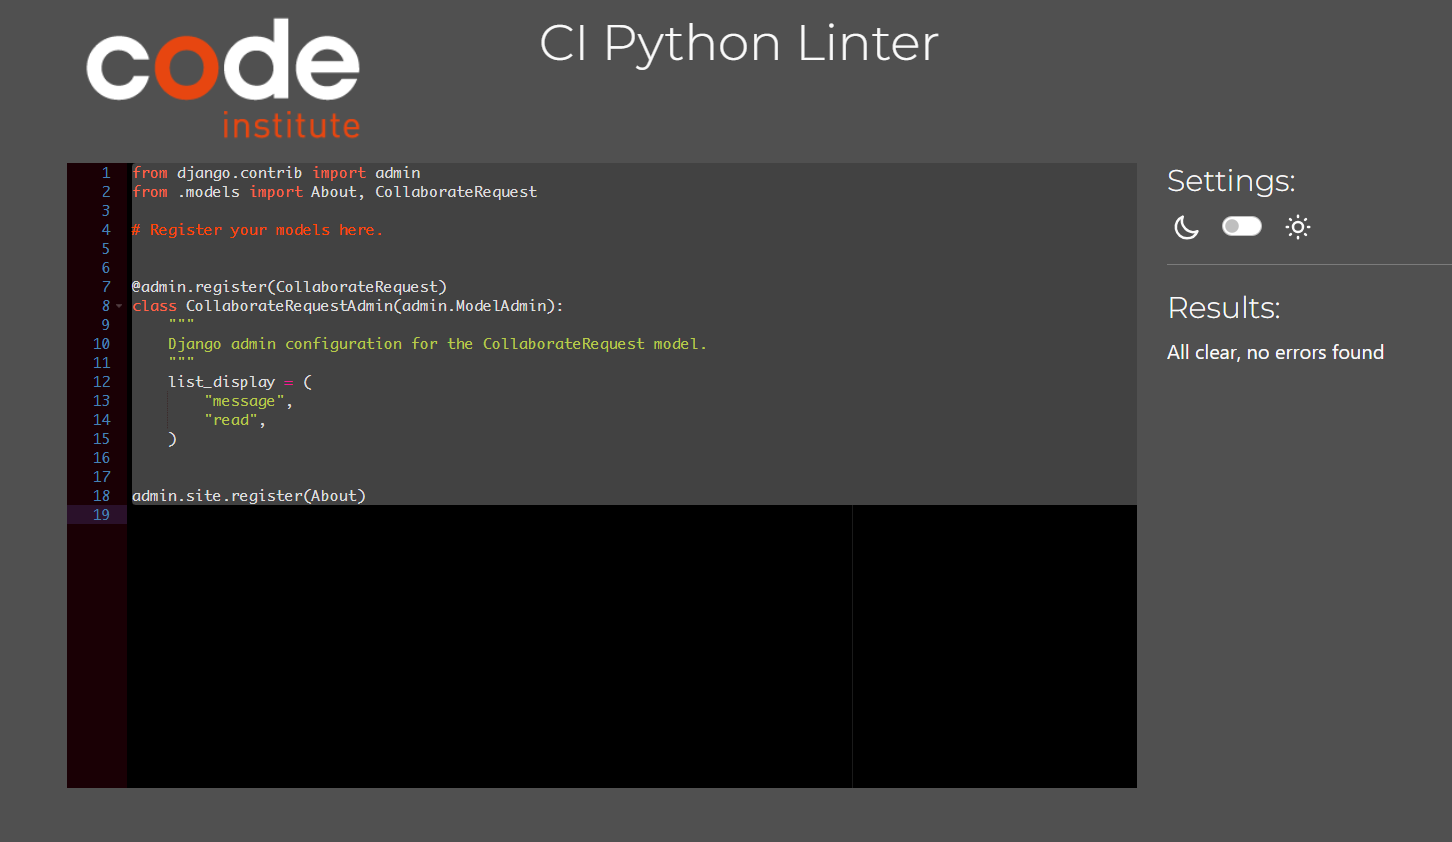 code
institute
CI Python Linter
1 from django.contrib import admin
2 from .models import About, CollaborateRequest
3
4 # Register your models here.
5
6
7 @admin.register(CollaborateRequest)
8 class CollaborateRequestAdmin(admin.ModelAdmin):
9     """
10     Django admin configuration for the CollaborateRequest model.
11     """
12     list_display = (
13         "message",
14         "read",
15     )
16
17
18 admin.site.register(About)
19
Settings:
Results:
All clear, no errors found